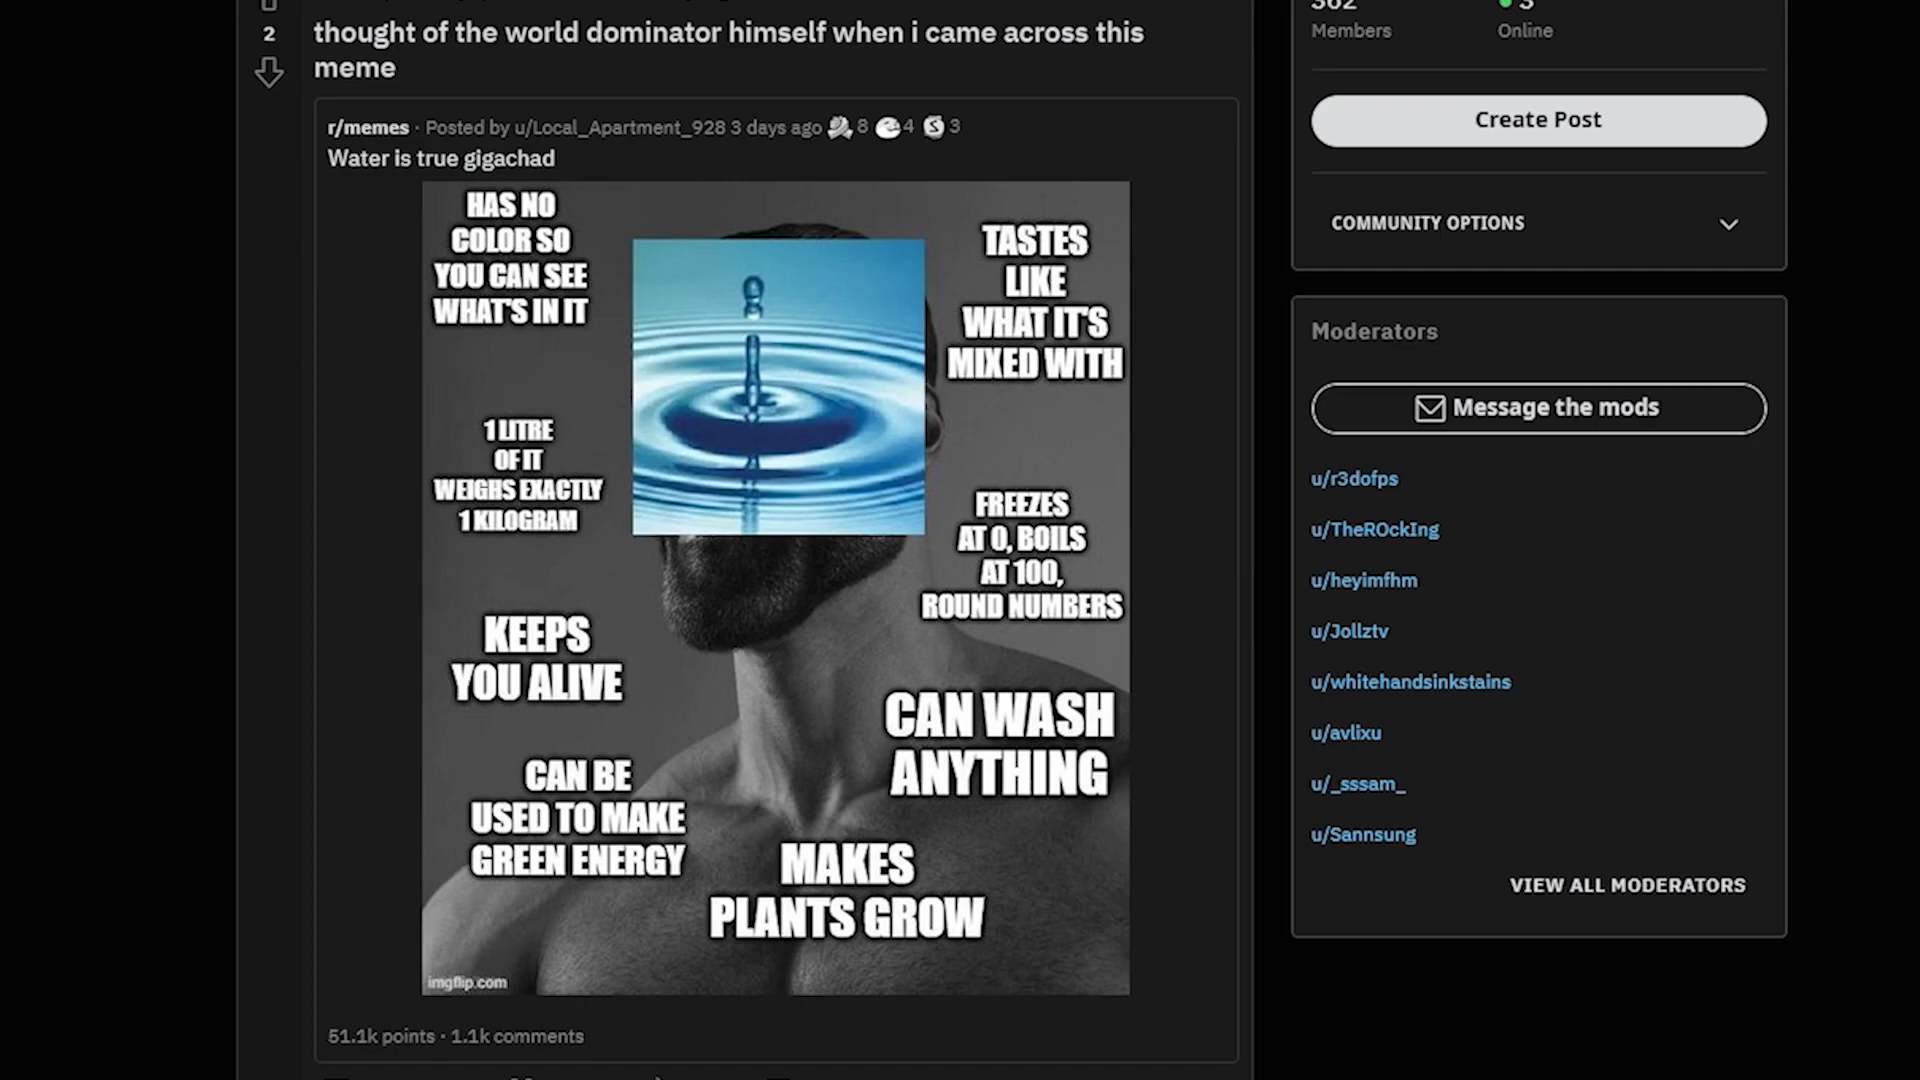 2
thought of the world dominator himself when i came across this
meme
r/memes · Posted by u/Local_Apartment_928 3 days ago 8 4 S 3
Water is true gigachad
HAS NO
COLOR SO
YOU CAN SEE
WHAT'S IN IT
TASTES
LIKE
WHAT IT'S
MIXED WITH
1 LITRE
OF IT
WEIGHS EXACTLY
1 KILOGRAM
FREEZES
AT 0, BOILS
AT 100,
ROUND NUMBERS
KEEPS
YOU ALIVE
CAN WASH
ANYTHING
CAN BE
USED TO MAKE
GREEN ENERGY
MAKES
PLANTS GROW
imgflip.com
51.1k points · 1.1k comments
362
3
Members
Online
Create Post
COMMUNITY OPTIONS
Moderators
Message the mods
u/r3dofps
u/TheROckIng
u/heyimfhm
u/Jollztv
u/whitehandsinkstains
u/avlixu
u/_sssam_
u/Sannsung
VIEW ALL MODERATORS